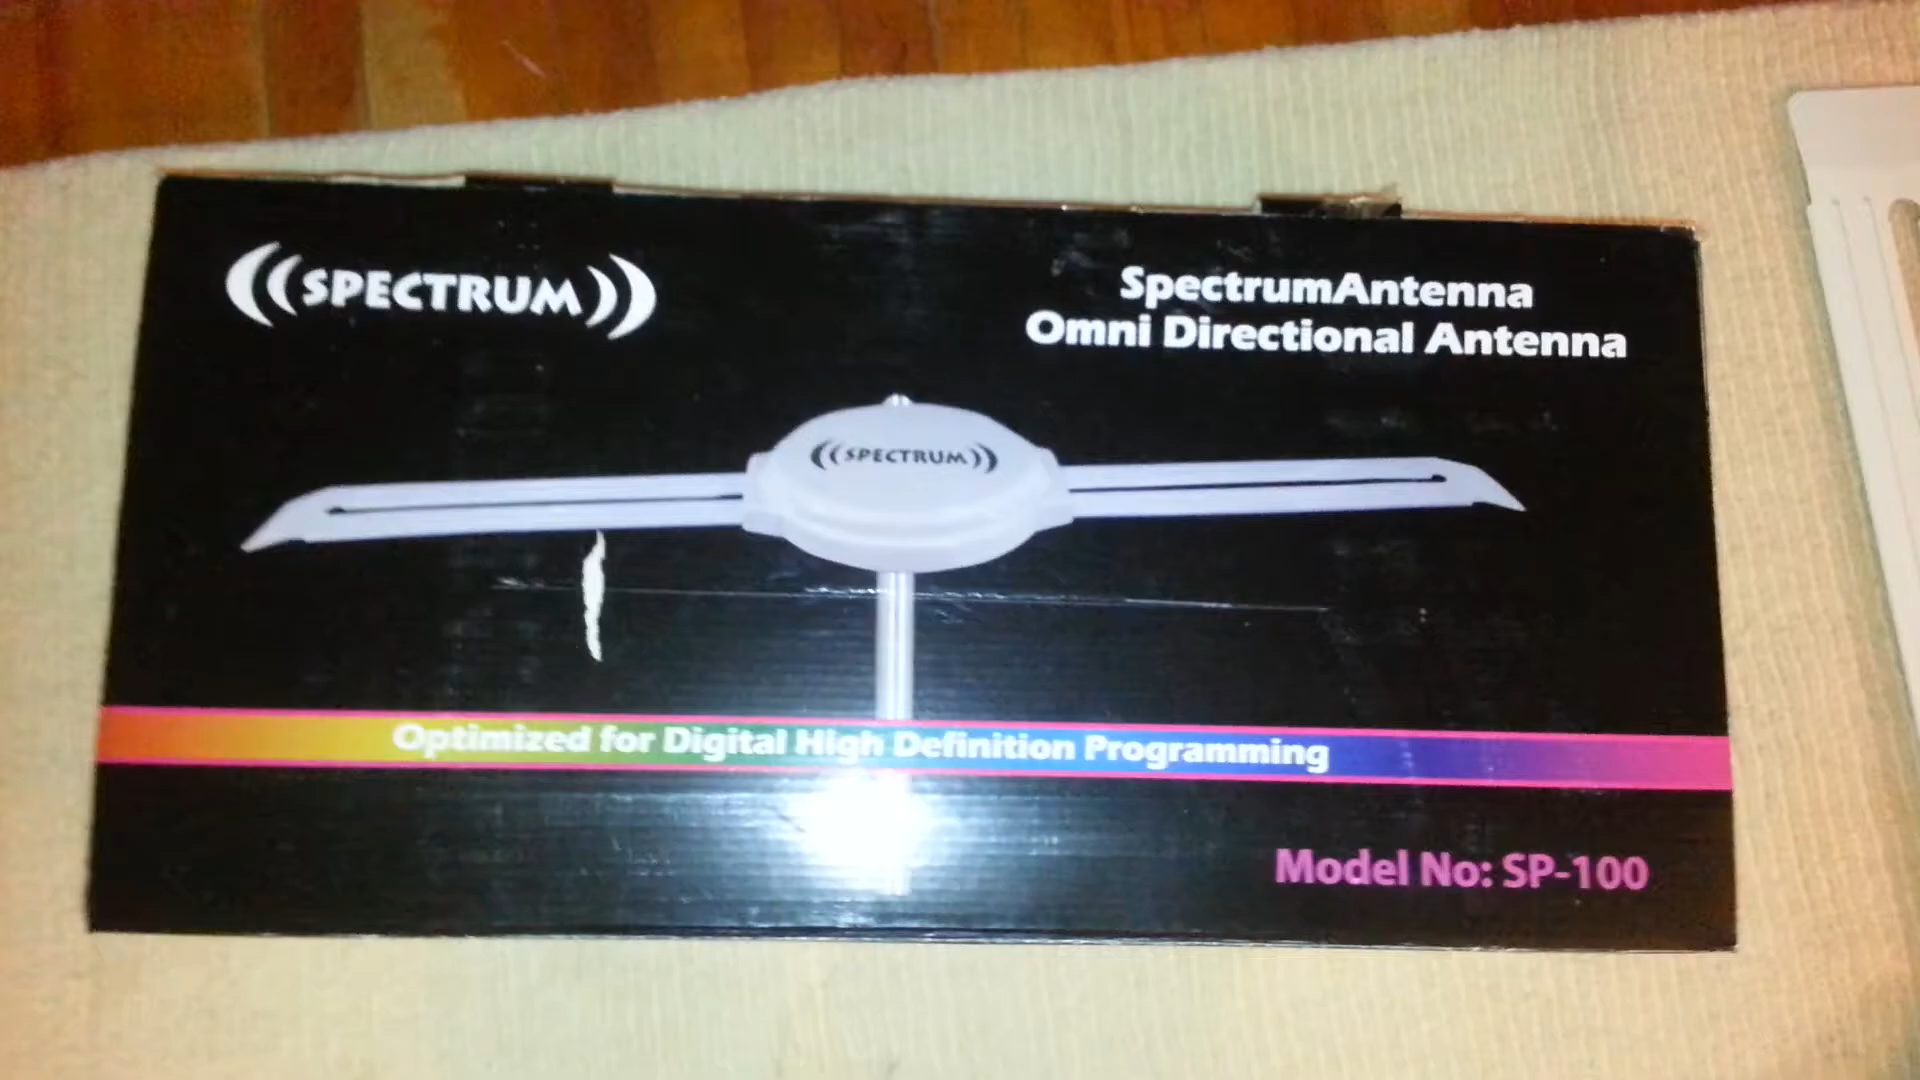 SPECTRUM
SpectrumAntenna
Omni Directional Antenna
SPECTRUM
Optimized for Digital High Definition Programming
Model No: SP-100